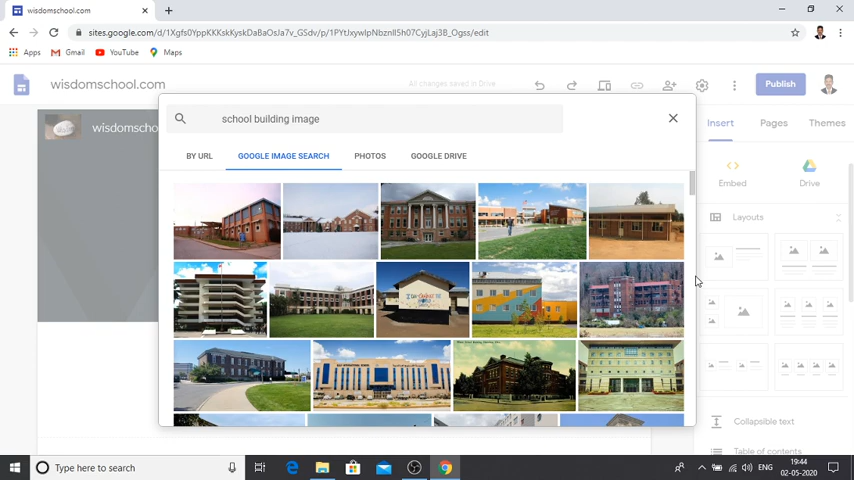 wisdomschool.com
sites.google.com/d/1Xgfs0YppKKKskKyskDaBaOsJa7v_GSdv/p/1PYtJxywIpNbznII5h07CyjLaj3B_Ogss/edit
Apps Gmail YouTube Maps
wisdomschool.com
All changes saved in Drive
Publish
wisdomscho
school building image
Insert Pages Themes
BY URL GOOGLE IMAGE SEARCH PHOTOS GOOGLE DRIVE
Embed Drive
Layouts
Collapsible text
Table of contents
Type here to search
ENG
19:44
02-05-2020